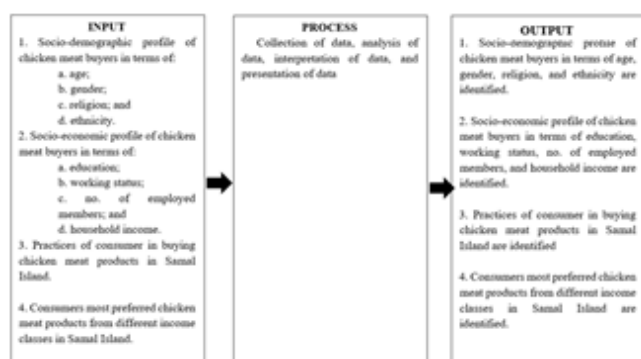 INPUT
1. Socio-demographic profile of
chicken meat buyers in terms of:
a. age;
b. gender;
c. religion; and
d. ethnicity.
2. Socio-economic profile of chicken
meat buyers in terms of:
a. education;
b. working status;
c. no. of employed
members; and
d. household income.
3. Practices of consumer in buying
chicken meat products in Samal
Island.
4. Consumers most preferred chicken
meat products from different income
classes in Samal Island.
PROCESS
Collection of data, analysis of
data, interpretation of data, and
presentation of data
OUTPUT
1. Socio-demographic profile of
chicken meat buyers in terms of age,
gender, religion, and ethnicity are
identified.
2. Socio-economic profile of chicken
meat buyers in terms of education,
working status, no. of employed
members, and household income are
identified.
3. Practices of consumer in buying
chicken meat products in Samal
Island are identified
4. Consumers most preferred chicken
meat products from different income
classes in Samal Island are
identified.